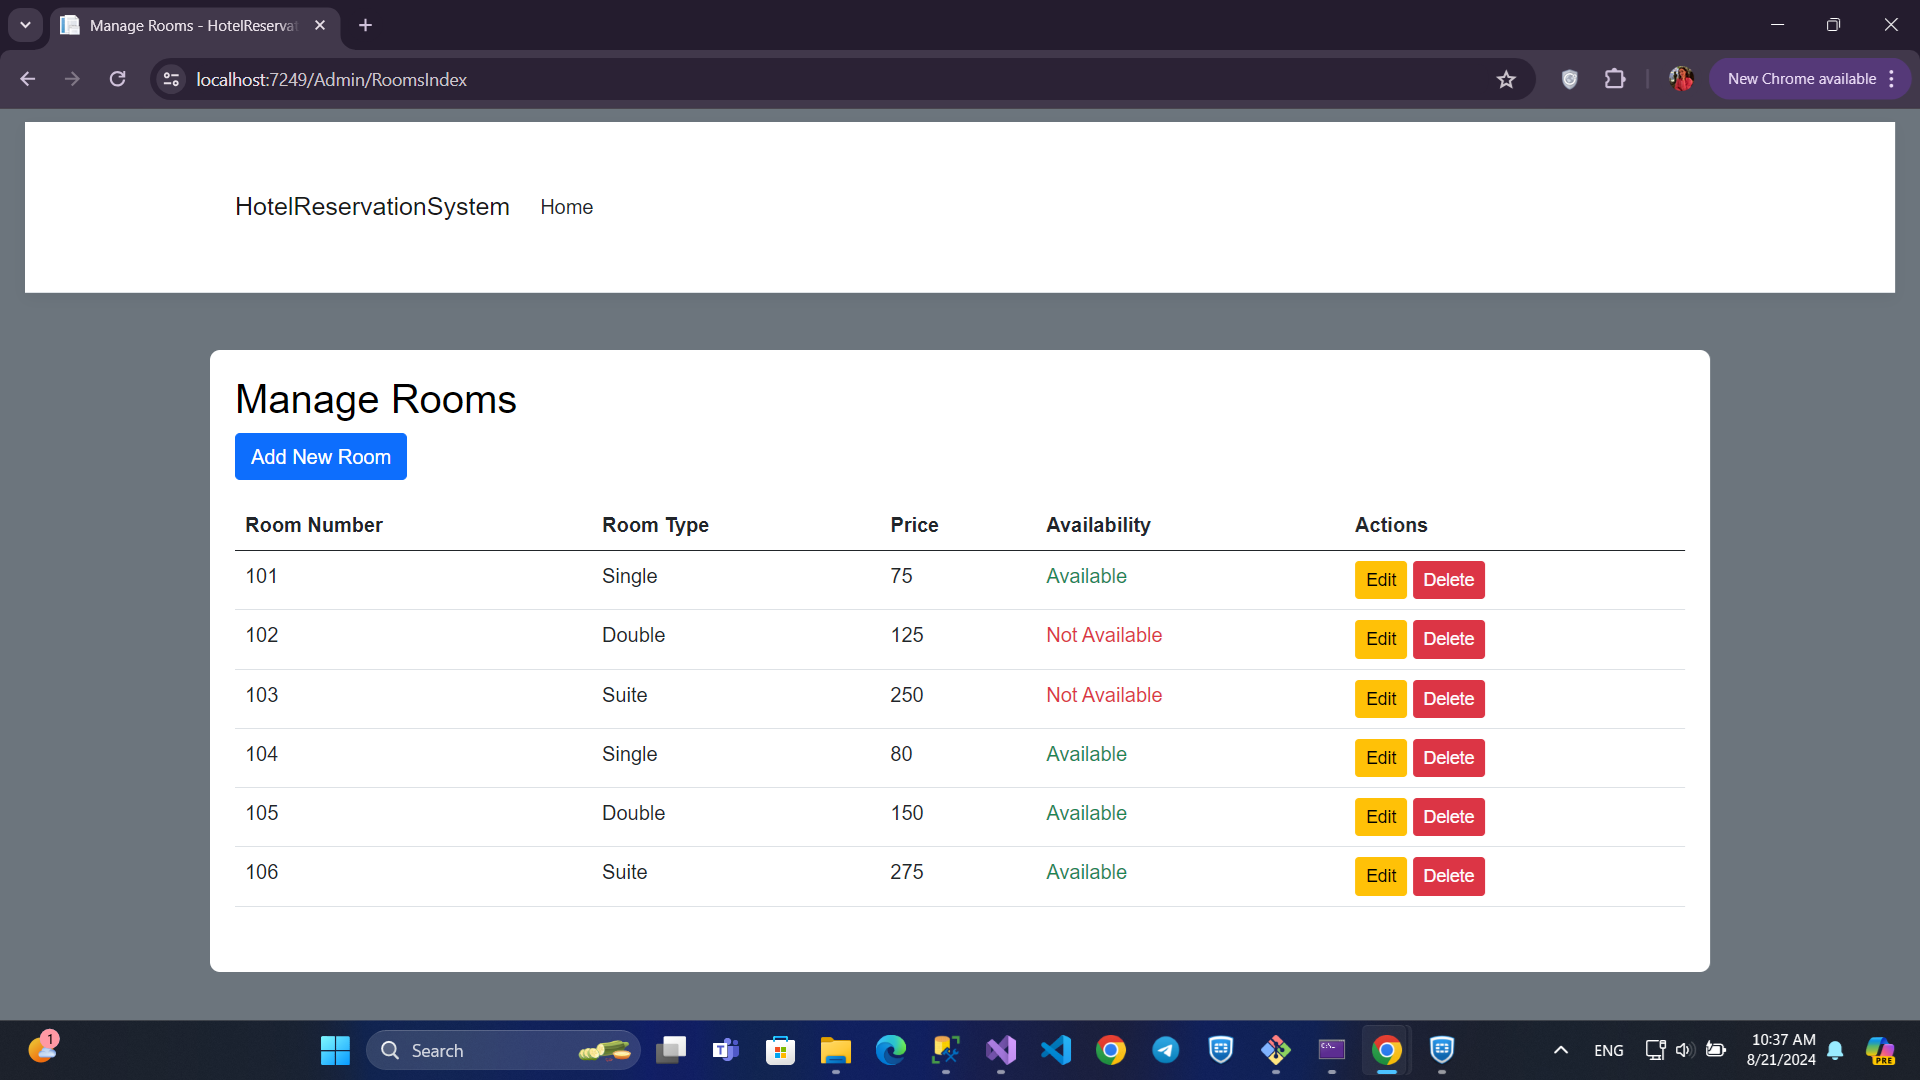 Manage Rooms - HotelReservat
localhost:7249/Admin/RoomsIndex
New Chrome available
HotelReservationSystem Home
Manage Rooms
Add New Room
Room Number Room Type Price Availability Actions
101 Single 75 Available Edit Delete
102 Double 125 Not Available Edit Delete
103 Suite 250 Not Available Edit Delete
104 Single 80 Available Edit Delete
105 Double 150 Available Edit Delete
106 Suite 275 Available Edit Delete
1
Search
ENG
10:37 AM
8/21/2024
PRE